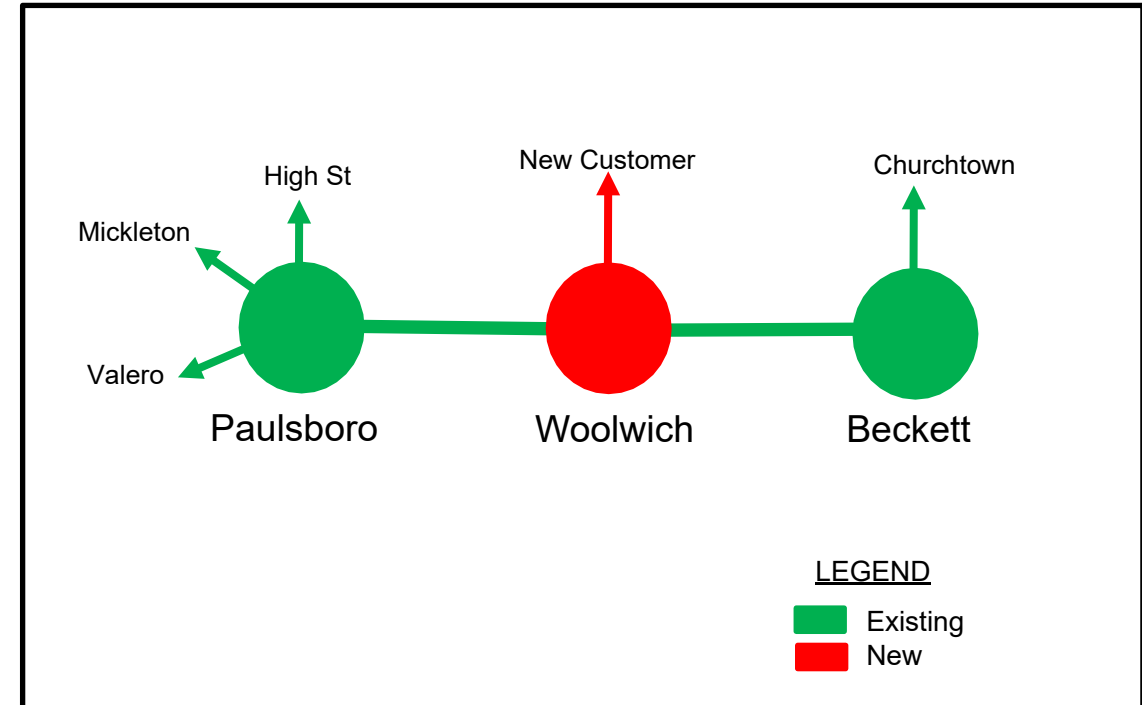 New Customer
Churchtown
High St
Mickleton
Valero
Paulsboro
Woolwich
Beckett
LEGEND
Existing
New